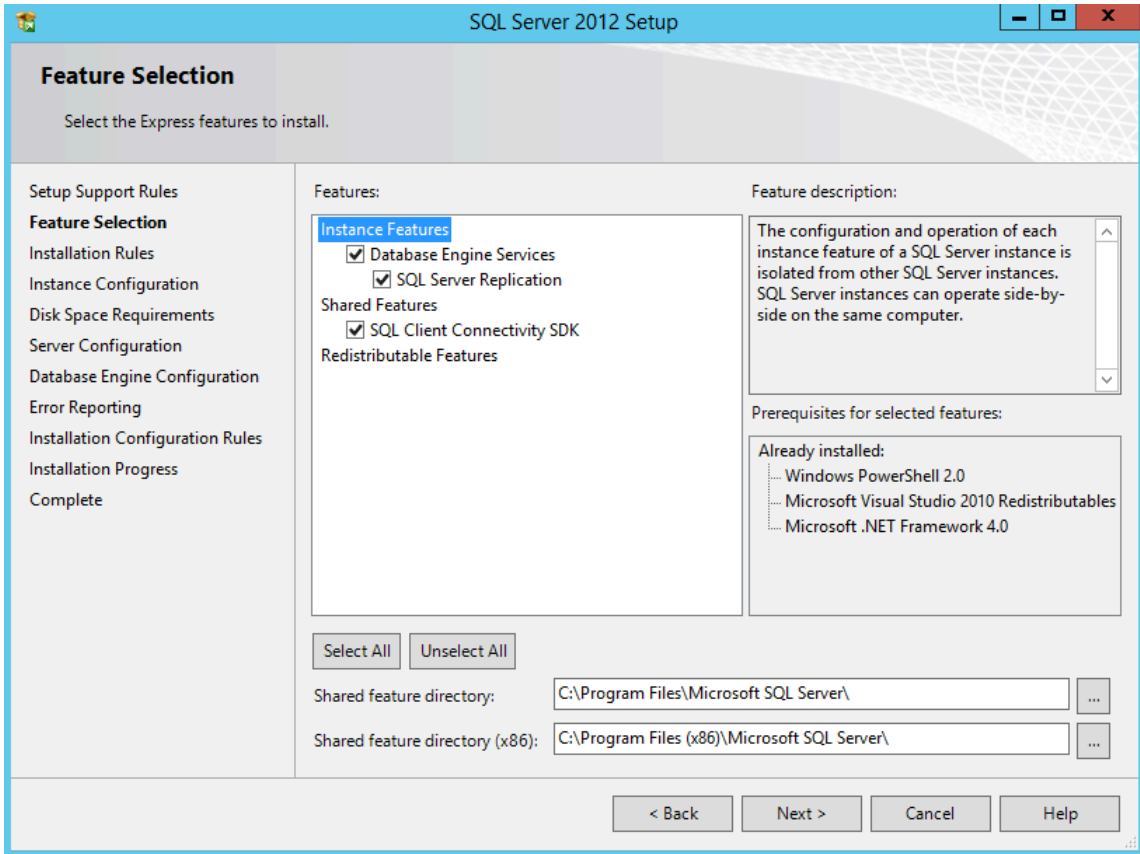 SQL Server 2012 Setup
Feature Selection
Select the Express features to install.
Setup Support Rules
Feature Selection
Installation Rules
Instance Configuration
Disk Space Requirements
Server Configuration
Database Engine Configuration
Error Reporting
Installation Configuration Rules
Installation Progress
Complete
Features:
Instance Features
Database Engine Services
SQL Server Replication
Shared Features
SQL Client Connectivity SDK
Redistributable Features
Feature description:
The configuration and operation of each
instance feature of a SQL Server instance is
isolated from other SQL Server instances.
SQL Server instances can operate side-by-
side on the same computer.
Prerequisites for selected features:
Already installed:
Windows PowerShell 2.0
Microsoft Visual Studio 2010 Redistributables
Microsoft .NET Framework 4.0
Select All Unselect All
Shared feature directory: C:\Program Files\Microsoft SQL Server\ ...
Shared feature directory (x86): C:\Program Files (x86)\Microsoft SQL Server\ ...
< Back Next > Cancel Help